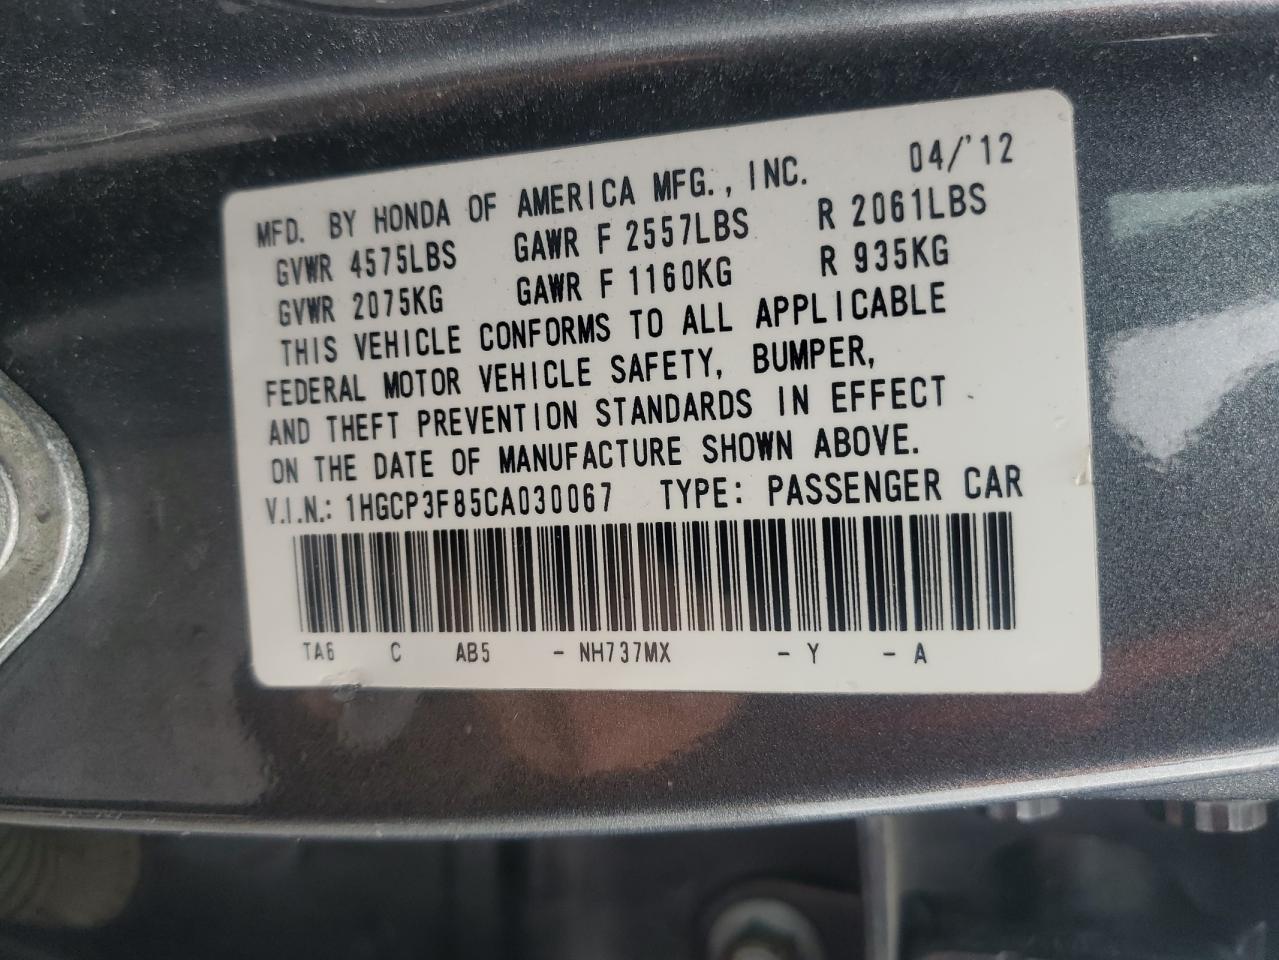 MFD. BY HONDA OF AMERICA MFG., INC. 04/'12
GVWR 4575LBS GAWR F 2557LBS R 2061LBS
GVWR 2075KG GAWR F 1160KG R 935KG
THIS VEHICLE CONFORMS TO ALL APPLICABLE
FEDERAL MOTOR VEHICLE SAFETY, BUMPER,
AND THEFT PREVENTION STANDARDS IN EFFECT
ON THE DATE OF MANUFACTURE SHOWN ABOVE.
V.I.N.: 1HGCP3F85CA030067 TYPE: PASSENGER CAR
TA6 C AB5 - NH737MX - Y - A